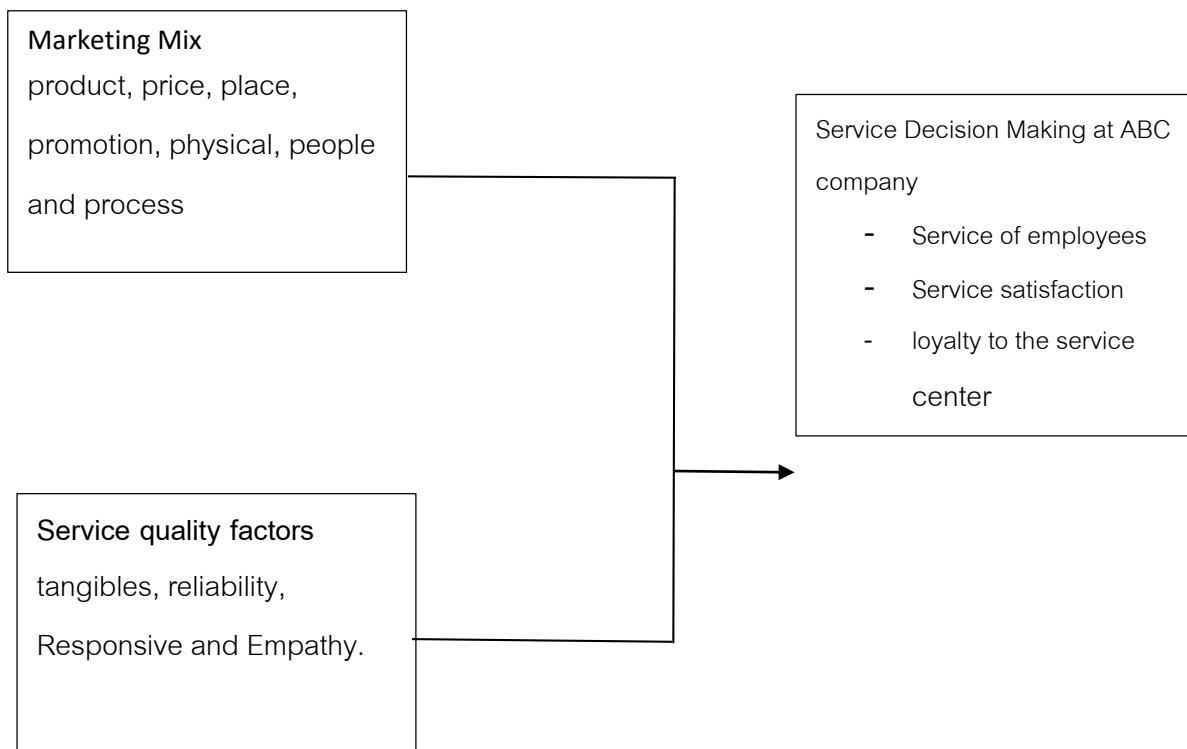 Marketing Mix
product, price, place,
promotion, physical, people
and process
Service Decision Making at ABC
company
- Service of employees
- Service satisfaction
- loyalty to the service
center
Service quality factors
tangibles, reliability,
Responsive and Empathy.